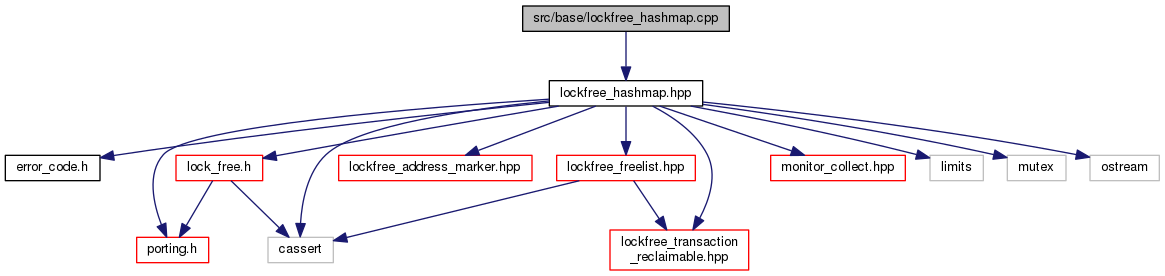 src/base/lockfree_hashmap.cpp
lockfree_hashmap.hpp
error_code.h
lock_free.h
lockfree_address_marker.hpp
lockfree_freelist.hpp
monitor_collect.hpp
limits
mutex
ostream
porting.h
cassert
lockfree_transaction
_reclaimable.hpp